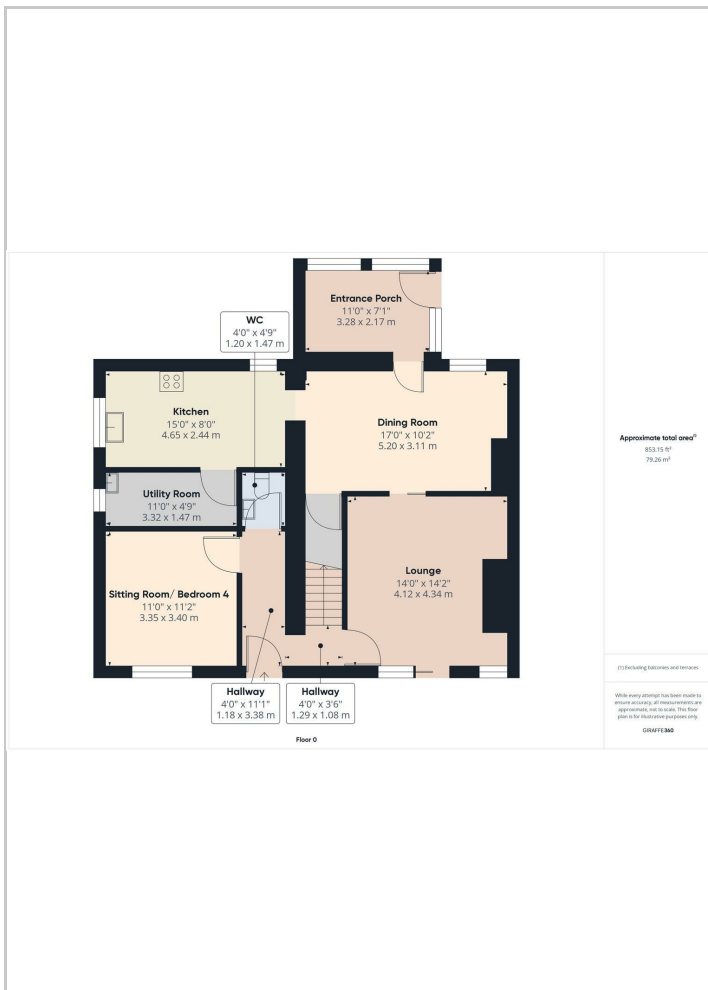 Entrance Porch
11'0" x 7'1"
3.28 x 2.17 m
WC
4'0" x 4'9"
1.20 x 1.47 m
Kitchen
15'0" x 8'0"
4.65 x 2.44 m
Dining Room
17'0" x 10'2"
5.20 x 3.11 m
Utility Room
11'0" x 4'9"
3.32 x 1.47 m
Sitting Room/ Bedroom 4
11'0" x 11'2"
3.35 x 3.40 m
Lounge
14'0" x 14'2"
4.12 x 4.34 m
Hallway
4'0" x 11'1"
1.18 x 3.38 m
Hallway
4'0" x 3'6"
1.29 x 1.08 m
Floor 0
Approximate total area⁽¹⁾
853.15 ft²
79.26 m²
(1) Excluding balconies and terraces
While every attempt has been made to
ensure accuracy, all measurements are
approximate, not to scale. This floor
plan is for illustrative purposes only.
GIRAFFE360